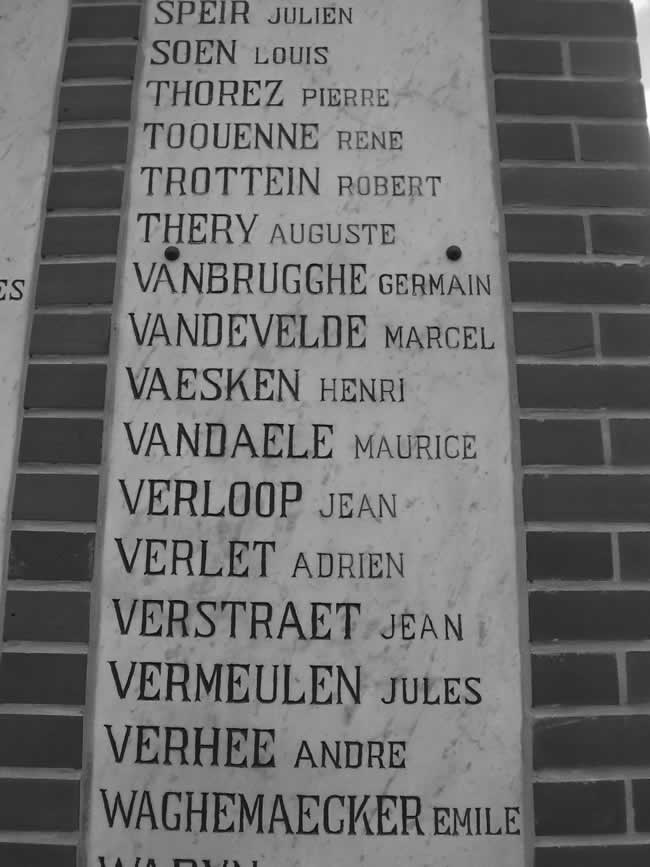 SPEIR JULIEN
SOEN LOUIS
THOREZ PIERRE
TOQUENNE RENE
TROTTEIN ROBERT
THERY AUGUSTE
VANBRUGGHE GERMAIN
VANDEVELDE MARCEL
VAESKEN HENRI
VANDAELE MAURICE
VERLOOP JEAN
VERLET ADRIEN
VERSTRAET JEAN
VERMEULEN JULES
VERHEE ANDRE
WAGHEMAECKER EMILE